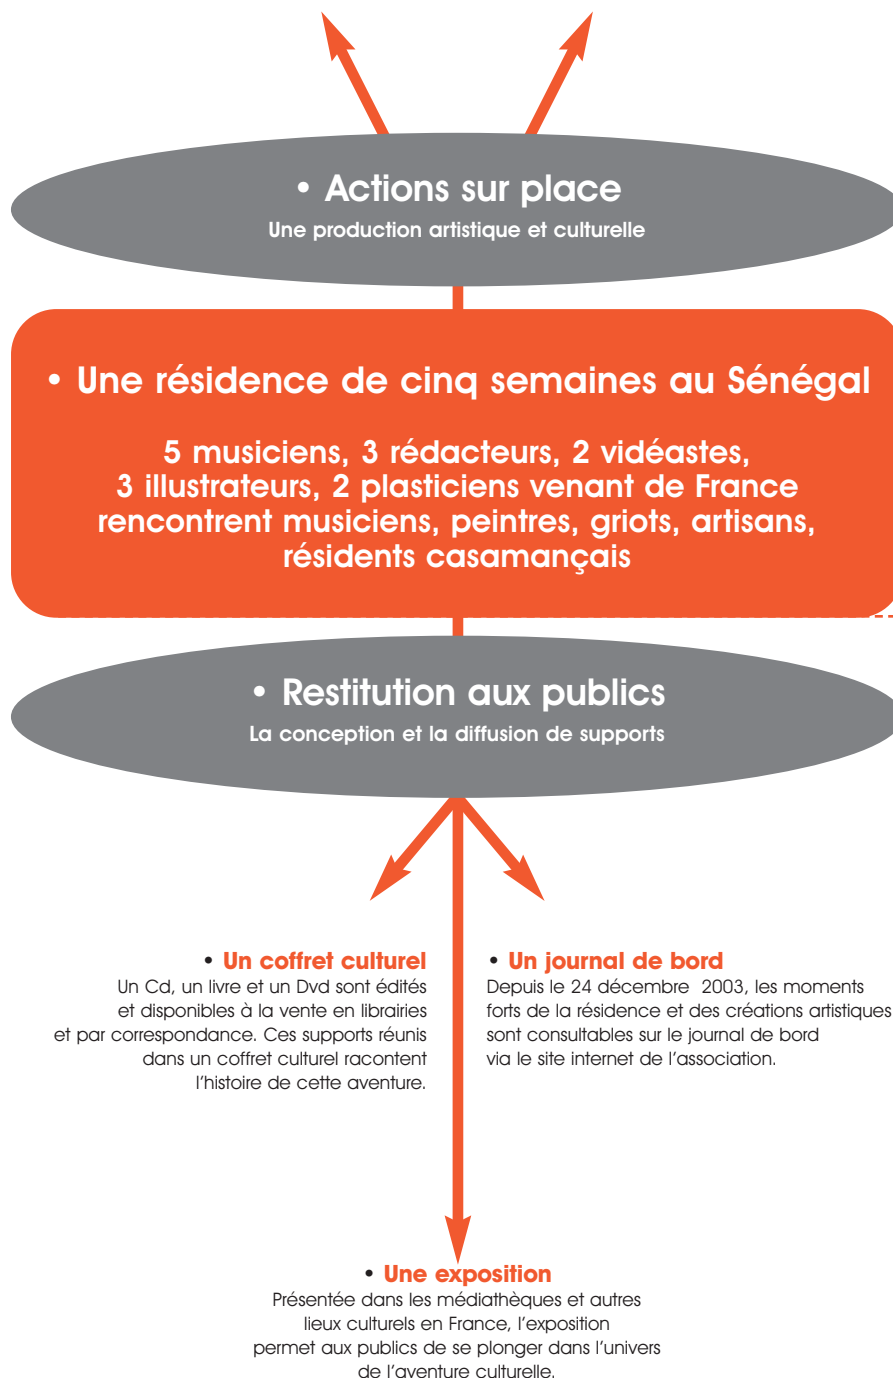 • Actions sur place
Une production artistique et culturelle
• Une résidence de cinq semaines au Sénégal
5 musiciens, 3 rédacteurs, 2 vidéastes,
3 illustrateurs, 2 plasticiens venant de France
rencontrent musiciens, peintres, griots, artisans,
résidents casamançais
• Restitution aux publics
La conception et la diffusion de supports
• Un coffret culturel
Un Cd, un livre et un Dvd sont édités
et disponibles à la vente en librairies
et par correspondance. Ces supports réunis
dans un coffret culturel racontent
l'histoire de cette aventure.
• Un journal de bord
Depuis le 24 décembre 2003, les moments
forts de la résidence et des créations artistiques
sont consultables sur le journal de bord
via le site internet de l'association.
• Une exposition
Présentée dans les médiathèques et autres
lieux culturels en France, l'exposition
permet aux publics de se plonger dans l'univers
de l'aventure culturelle.